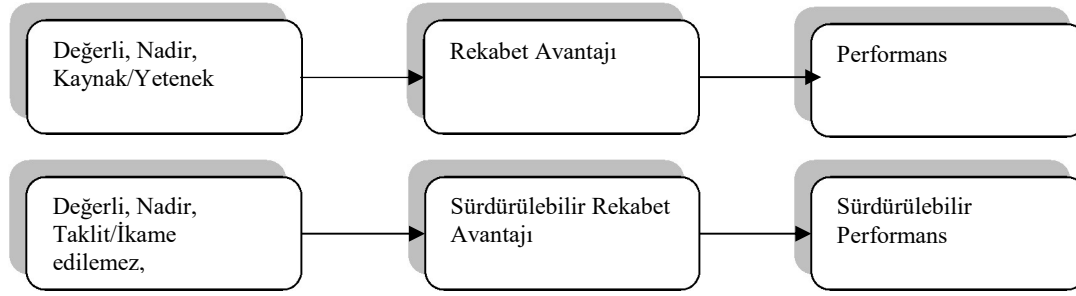 Değerli, Nadir,
Kaynak/Yetenek
Rekabet Avantajı
Performans
Değerli, Nadir,
Taklit/İkame
edilemez,
Sürdürülebilir Rekabet
Avantajı
Sürdürülebilir
Performans